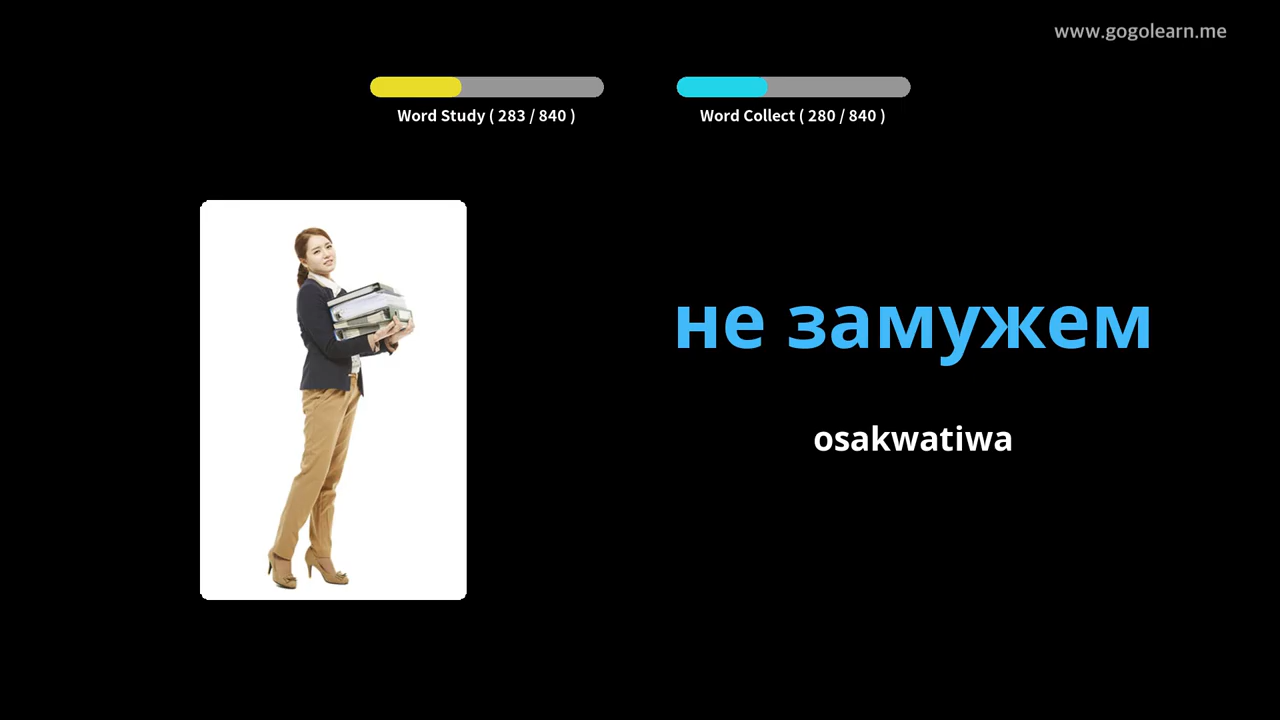 www.gogolearn.me
Word Study ( 283 / 840 )
Word Collect ( 280 / 840 )
не замужем
osakwatiwa